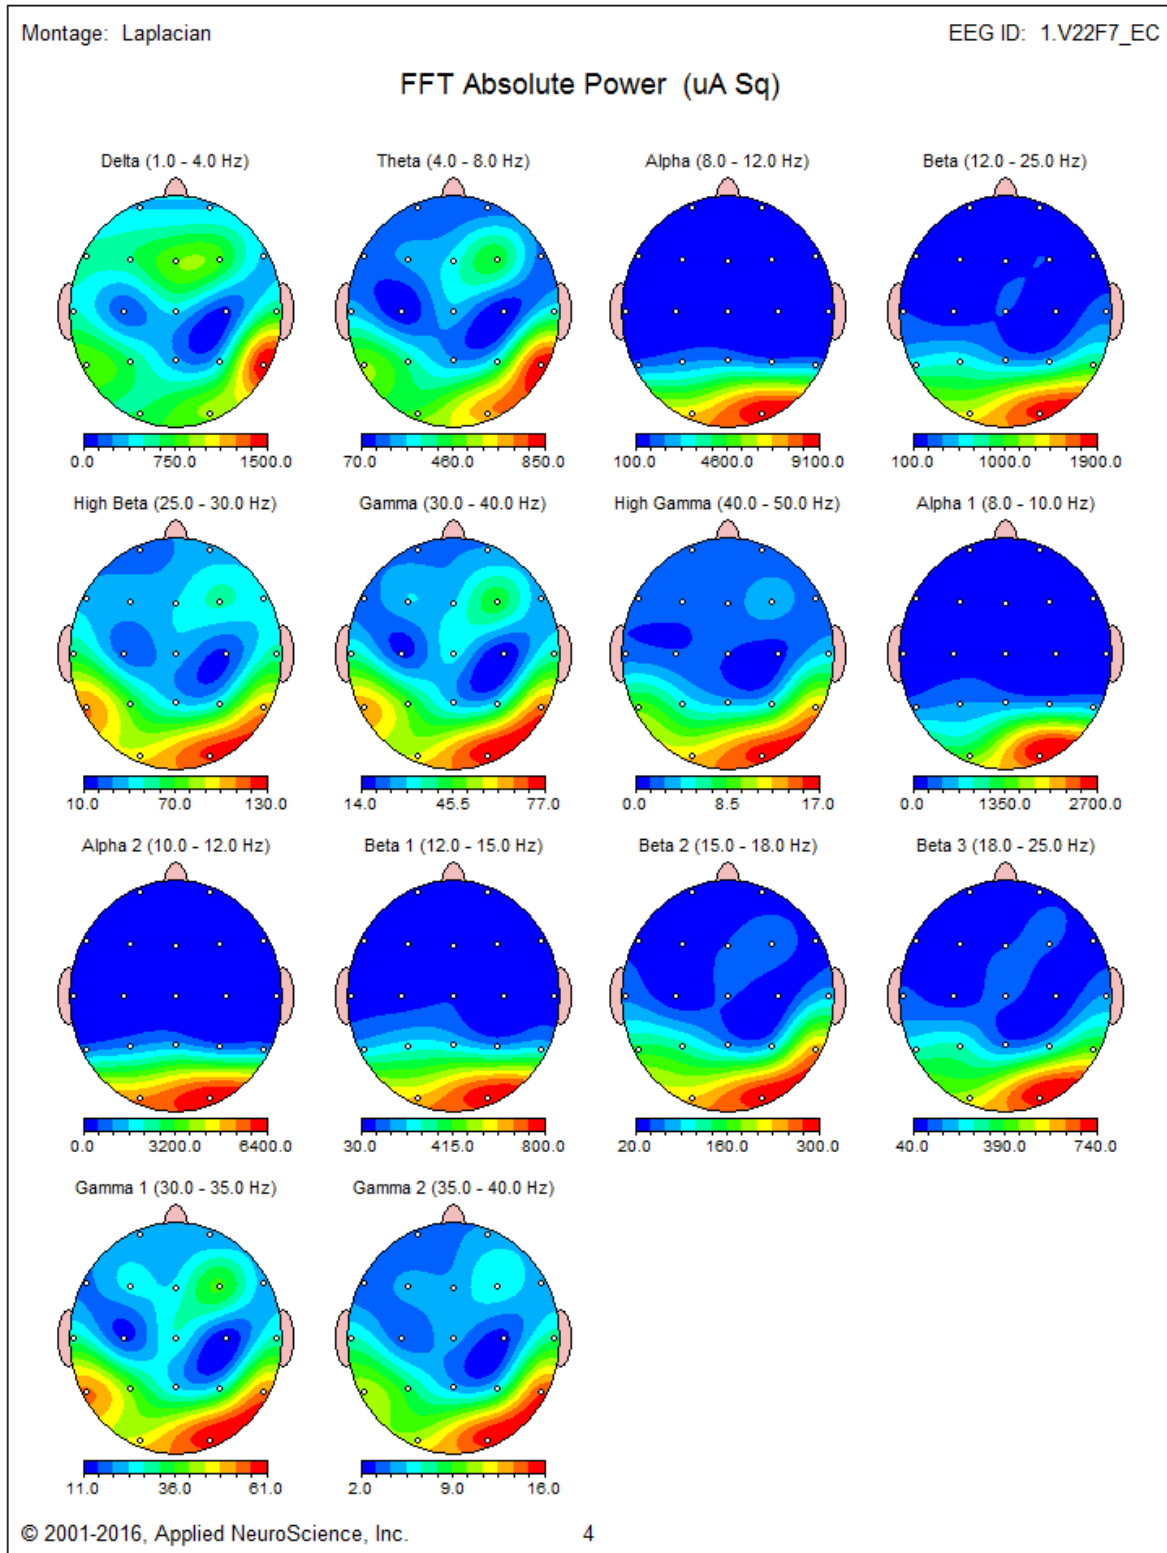 Montage: Laplacian EEG ID: 1.V22F7_EC
FFT Absolute Power (uA Sq)
Delta (1.0 - 4.0 Hz) Theta (4.0 - 8.0 Hz) Alpha (8.0 - 12.0 Hz) Beta (12.0 - 25.0 Hz)
0.0 750.0 1500.0 70.0 460.0 850.0 100.0 4600.0 9100.0 100.0 1000.0 1900.0
High Beta (25.0 - 30.0 Hz) Gamma (30.0 - 40.0 Hz) High Gamma (40.0 - 50.0 Hz) Alpha 1 (8.0 - 10.0 Hz)
10.0 70.0 130.0 14.0 45.5 77.0 0.0 8.5 17.0 0.0 1350.0 2700.0
Alpha 2 (10.0 - 12.0 Hz) Beta 1 (12.0 - 15.0 Hz) Beta 2 (15.0 - 18.0 Hz) Beta 3 (18.0 - 25.0 Hz)
0.0 3200.0 6400.0 30.0 415.0 800.0 20.0 160.0 300.0 40.0 390.0 740.0
Gamma 1 (30.0 - 35.0 Hz) Gamma 2 (35.0 - 40.0 Hz)
11.0 36.0 61.0 2.0 9.0 16.0
© 2001-2016, Applied NeuroScience, Inc. 4